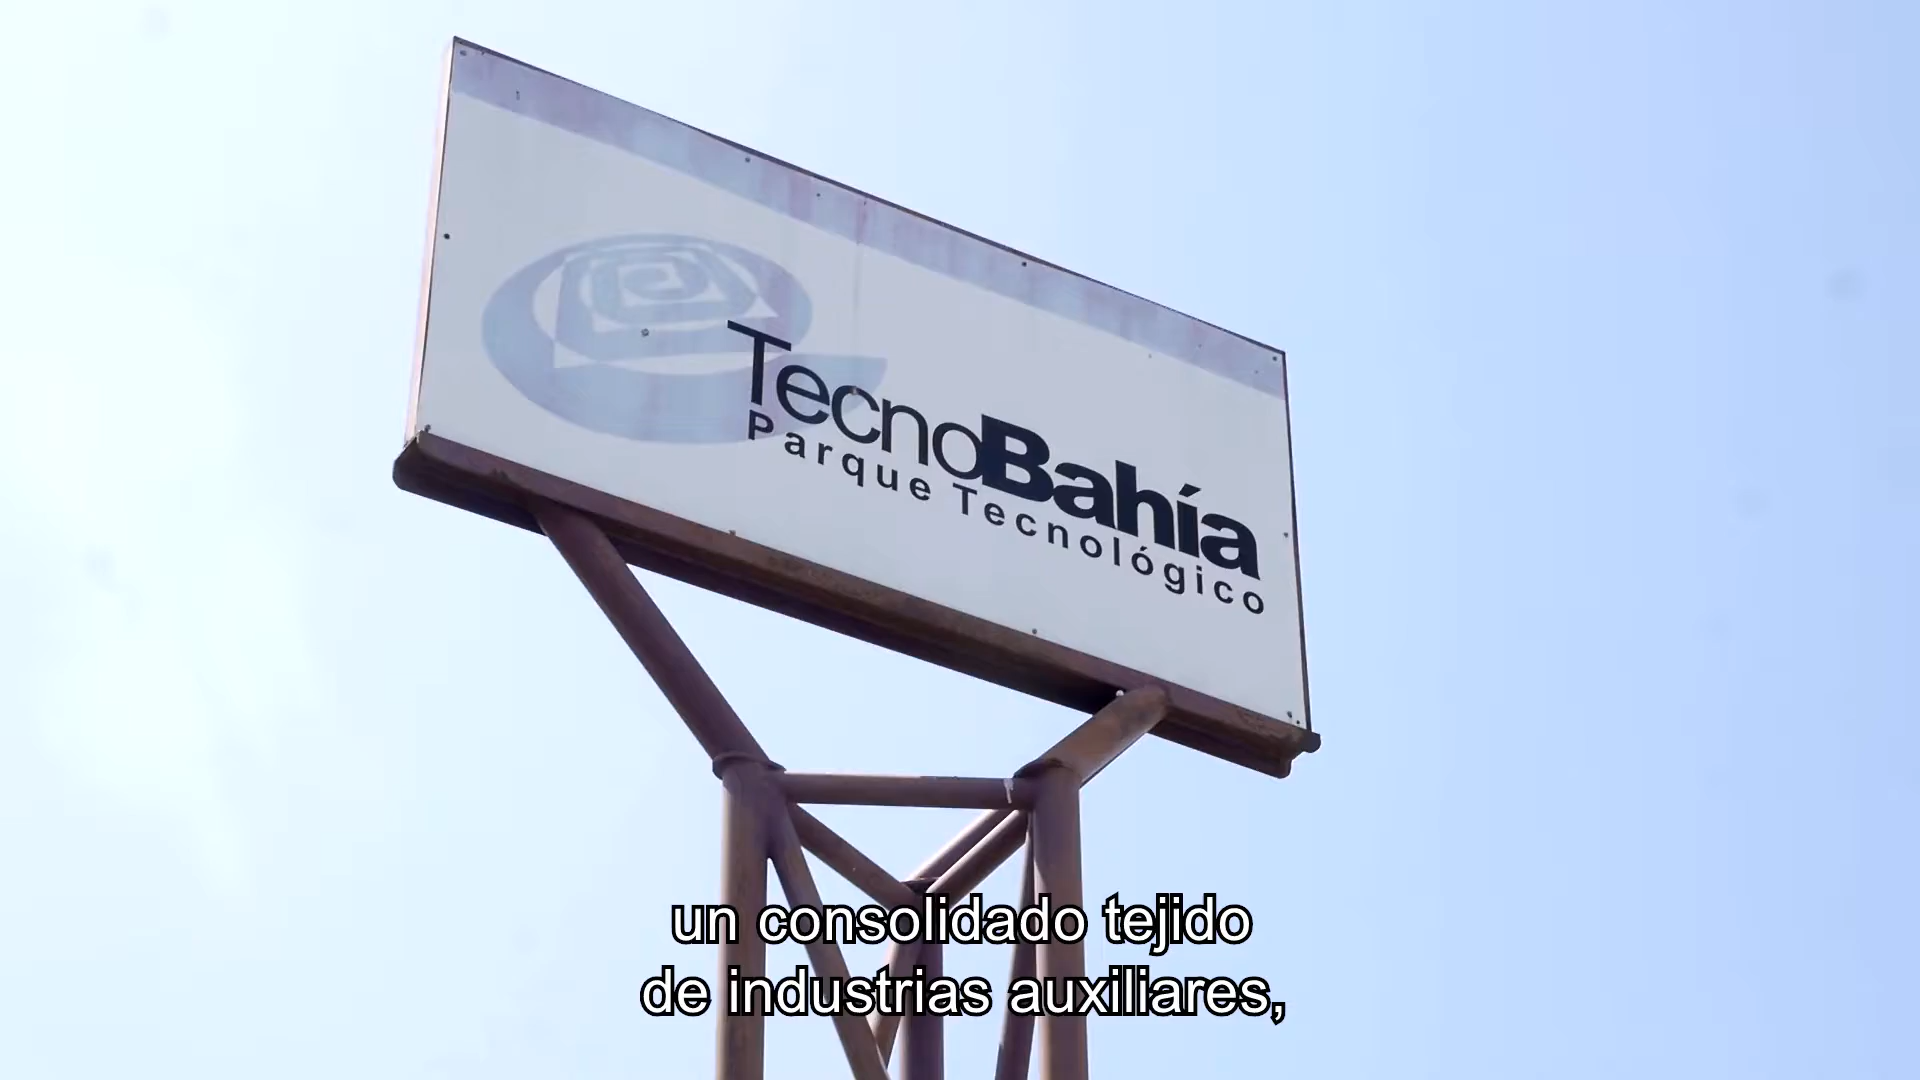 TecnoBahía
Parque Tecnológico
un consolidado tejido
de industrias auxiliares,